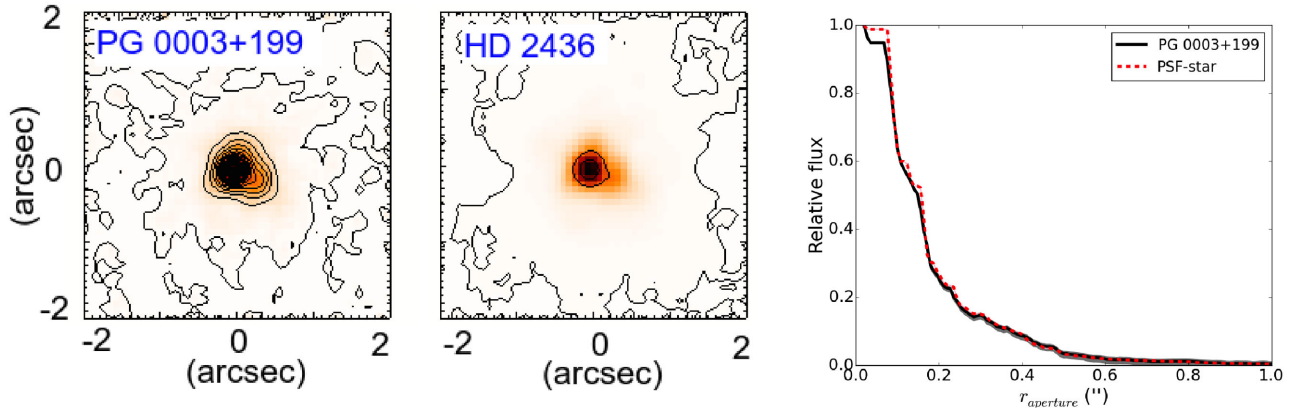 PG 0003+199
HD 2436
2
0
-2
(arcsec)
-2
0
2
(arcsec)
-2
0
2
(arcsec)
1.0
0.8
0.6
0.4
0.2
0.0
Relative flux
PG 0003+199
PSF-star
0.0
0.2
0.4
0.6
0.8
1.0
r_aperture (")